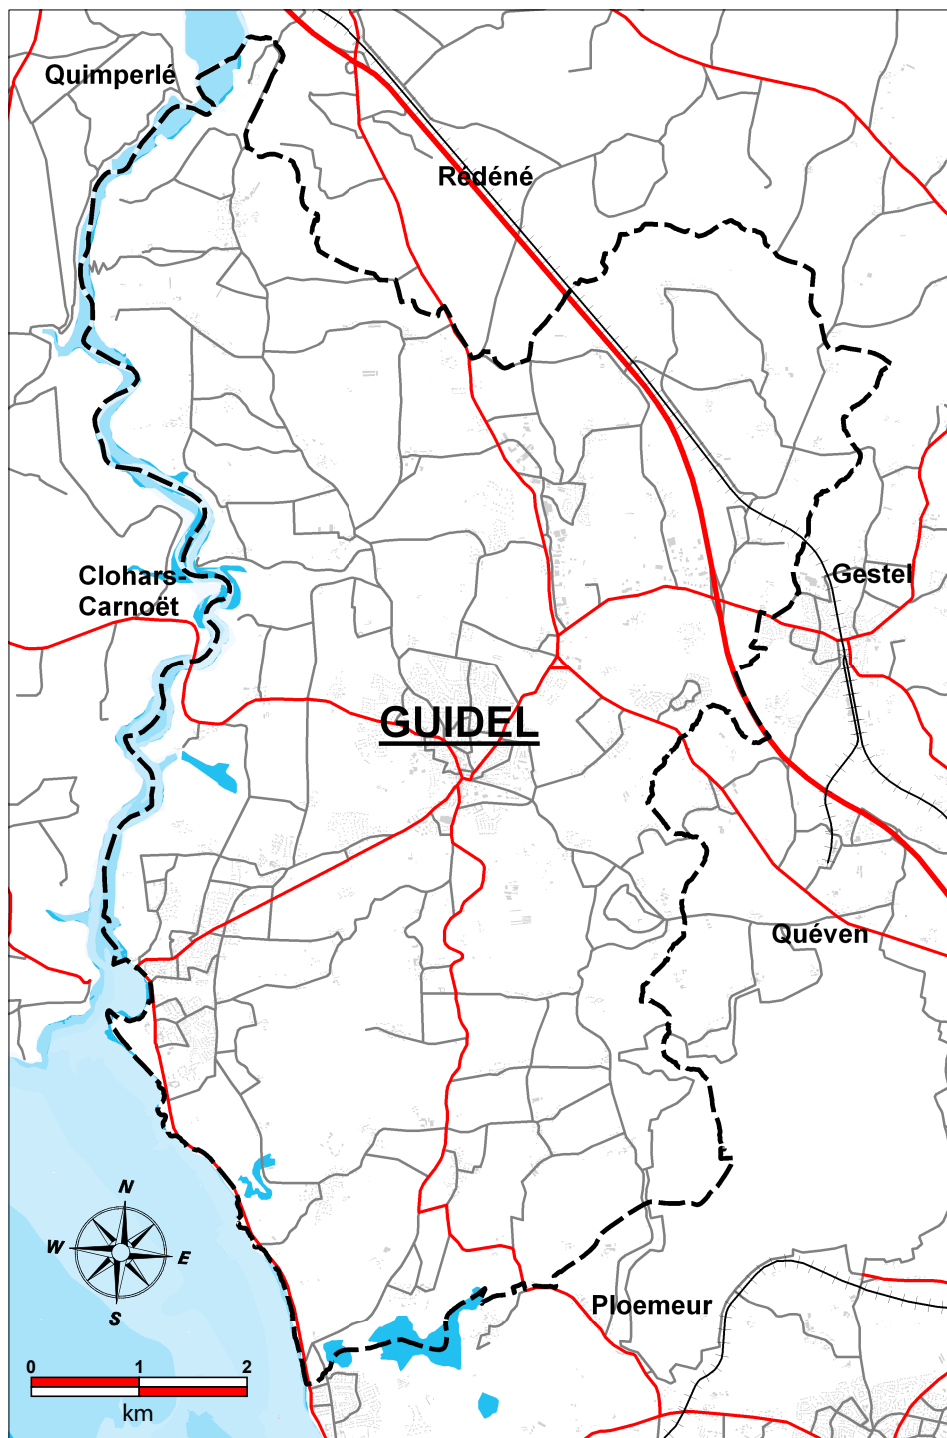 Quimperlé
Rédéné
Clohars-
Carnoët
Gestel
GUIDEL
Quéven
N
W
E
S
Ploemeur
0 1 2
km